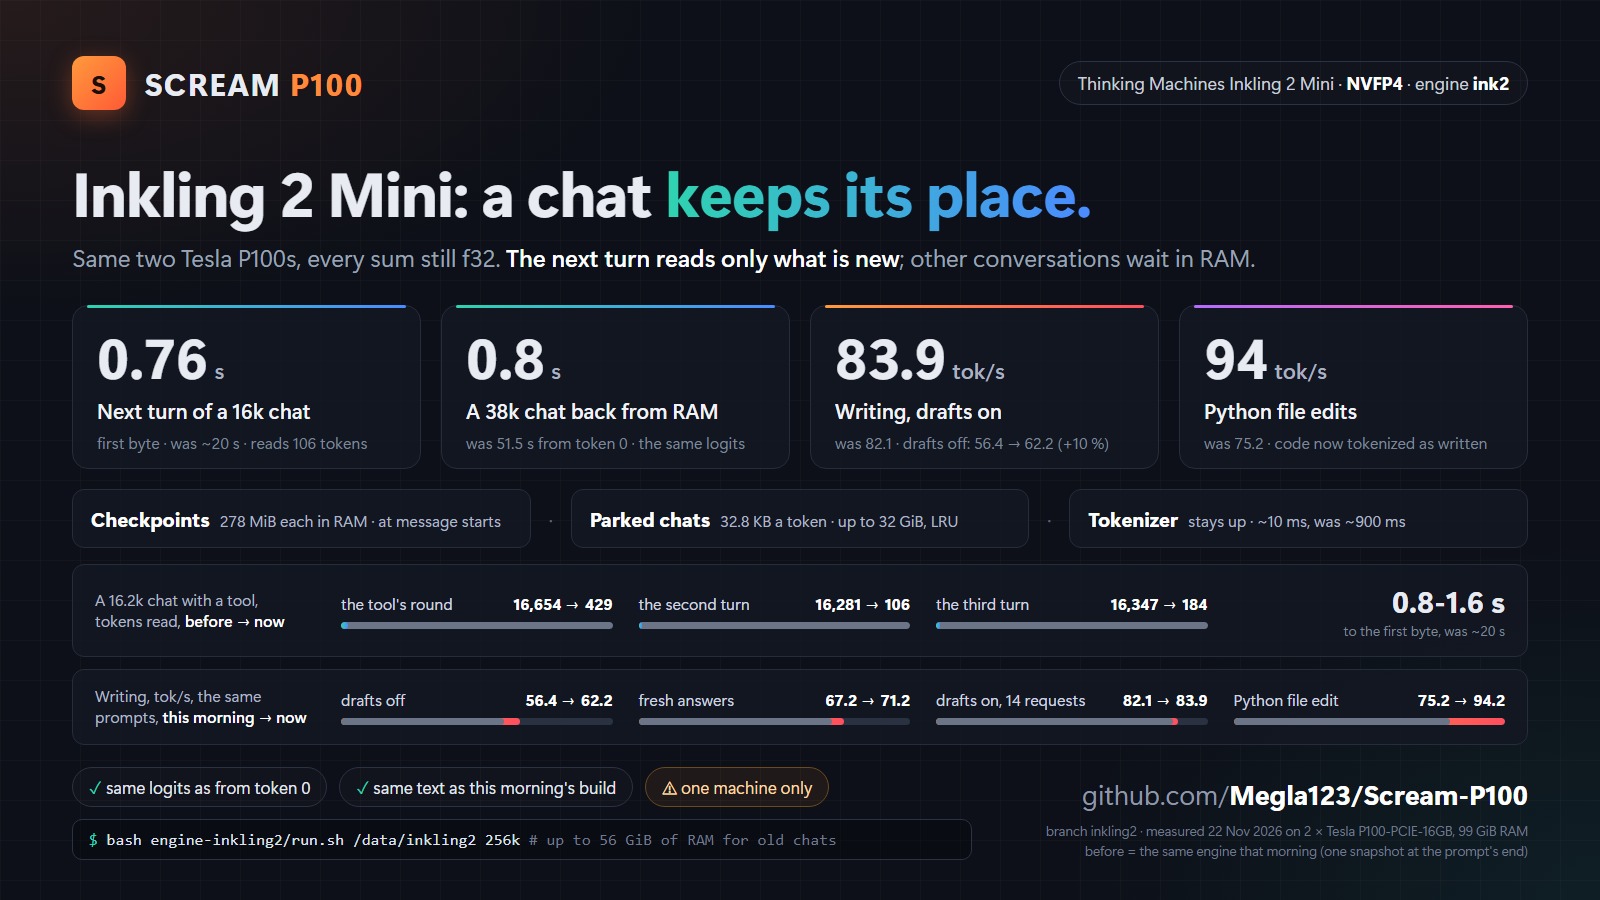 S
SCREAM P100
Thinking Machines Inkling 2 Mini · NVFP4 · engine ink2
Inkling 2 Mini: a chat keeps its place.
Same two Tesla P100s, every sum still f32. The next turn reads only what is new; other conversations wait in RAM.
0.76 s
Next turn of a 16k chat
first byte · was ~20 s · reads 106 tokens
0.8 s
A 38k chat back from RAM
was 51.5 s from token 0 · the same logits
83.9 tok/s
Writing, drafts on
was 82.1 · drafts off: 56.4 → 62.2 (+10 %)
94 tok/s
Python file edits
was 75.2 · code now tokenized as written
Checkpoints 278 MiB each in RAM · at message starts
·
Parked chats 32.8 KB a token · up to 32 GiB, LRU
·
Tokenizer stays up · ~10 ms, was ~900 ms
A 16.2k chat with a tool,
tokens read, before → now
the tool's round 16,654 → 429
the second turn 16,281 → 106
the third turn 16,347 → 184
0.8-1.6 s
to the first byte, was ~20 s
Writing, tok/s, the same
prompts, this morning → now
drafts off 56.4 → 62.2
fresh answers 67.2 → 71.2
drafts on, 14 requests 82.1 → 83.9
Python file edit 75.2 → 94.2
✓ same logits as from token 0
✓ same text as this morning's build
⚠ one machine only
$ bash engine-inkling2/run.sh /data/inkling2 256k # up to 56 GiB of RAM for old chats
github.com/Megla123/Scream-P100
branch inkling2 · measured 22 Nov 2026 on 2 × Tesla P100-PCIE-16GB, 99 GiB RAM
before = the same engine that morning (one snapshot at the prompt's end)